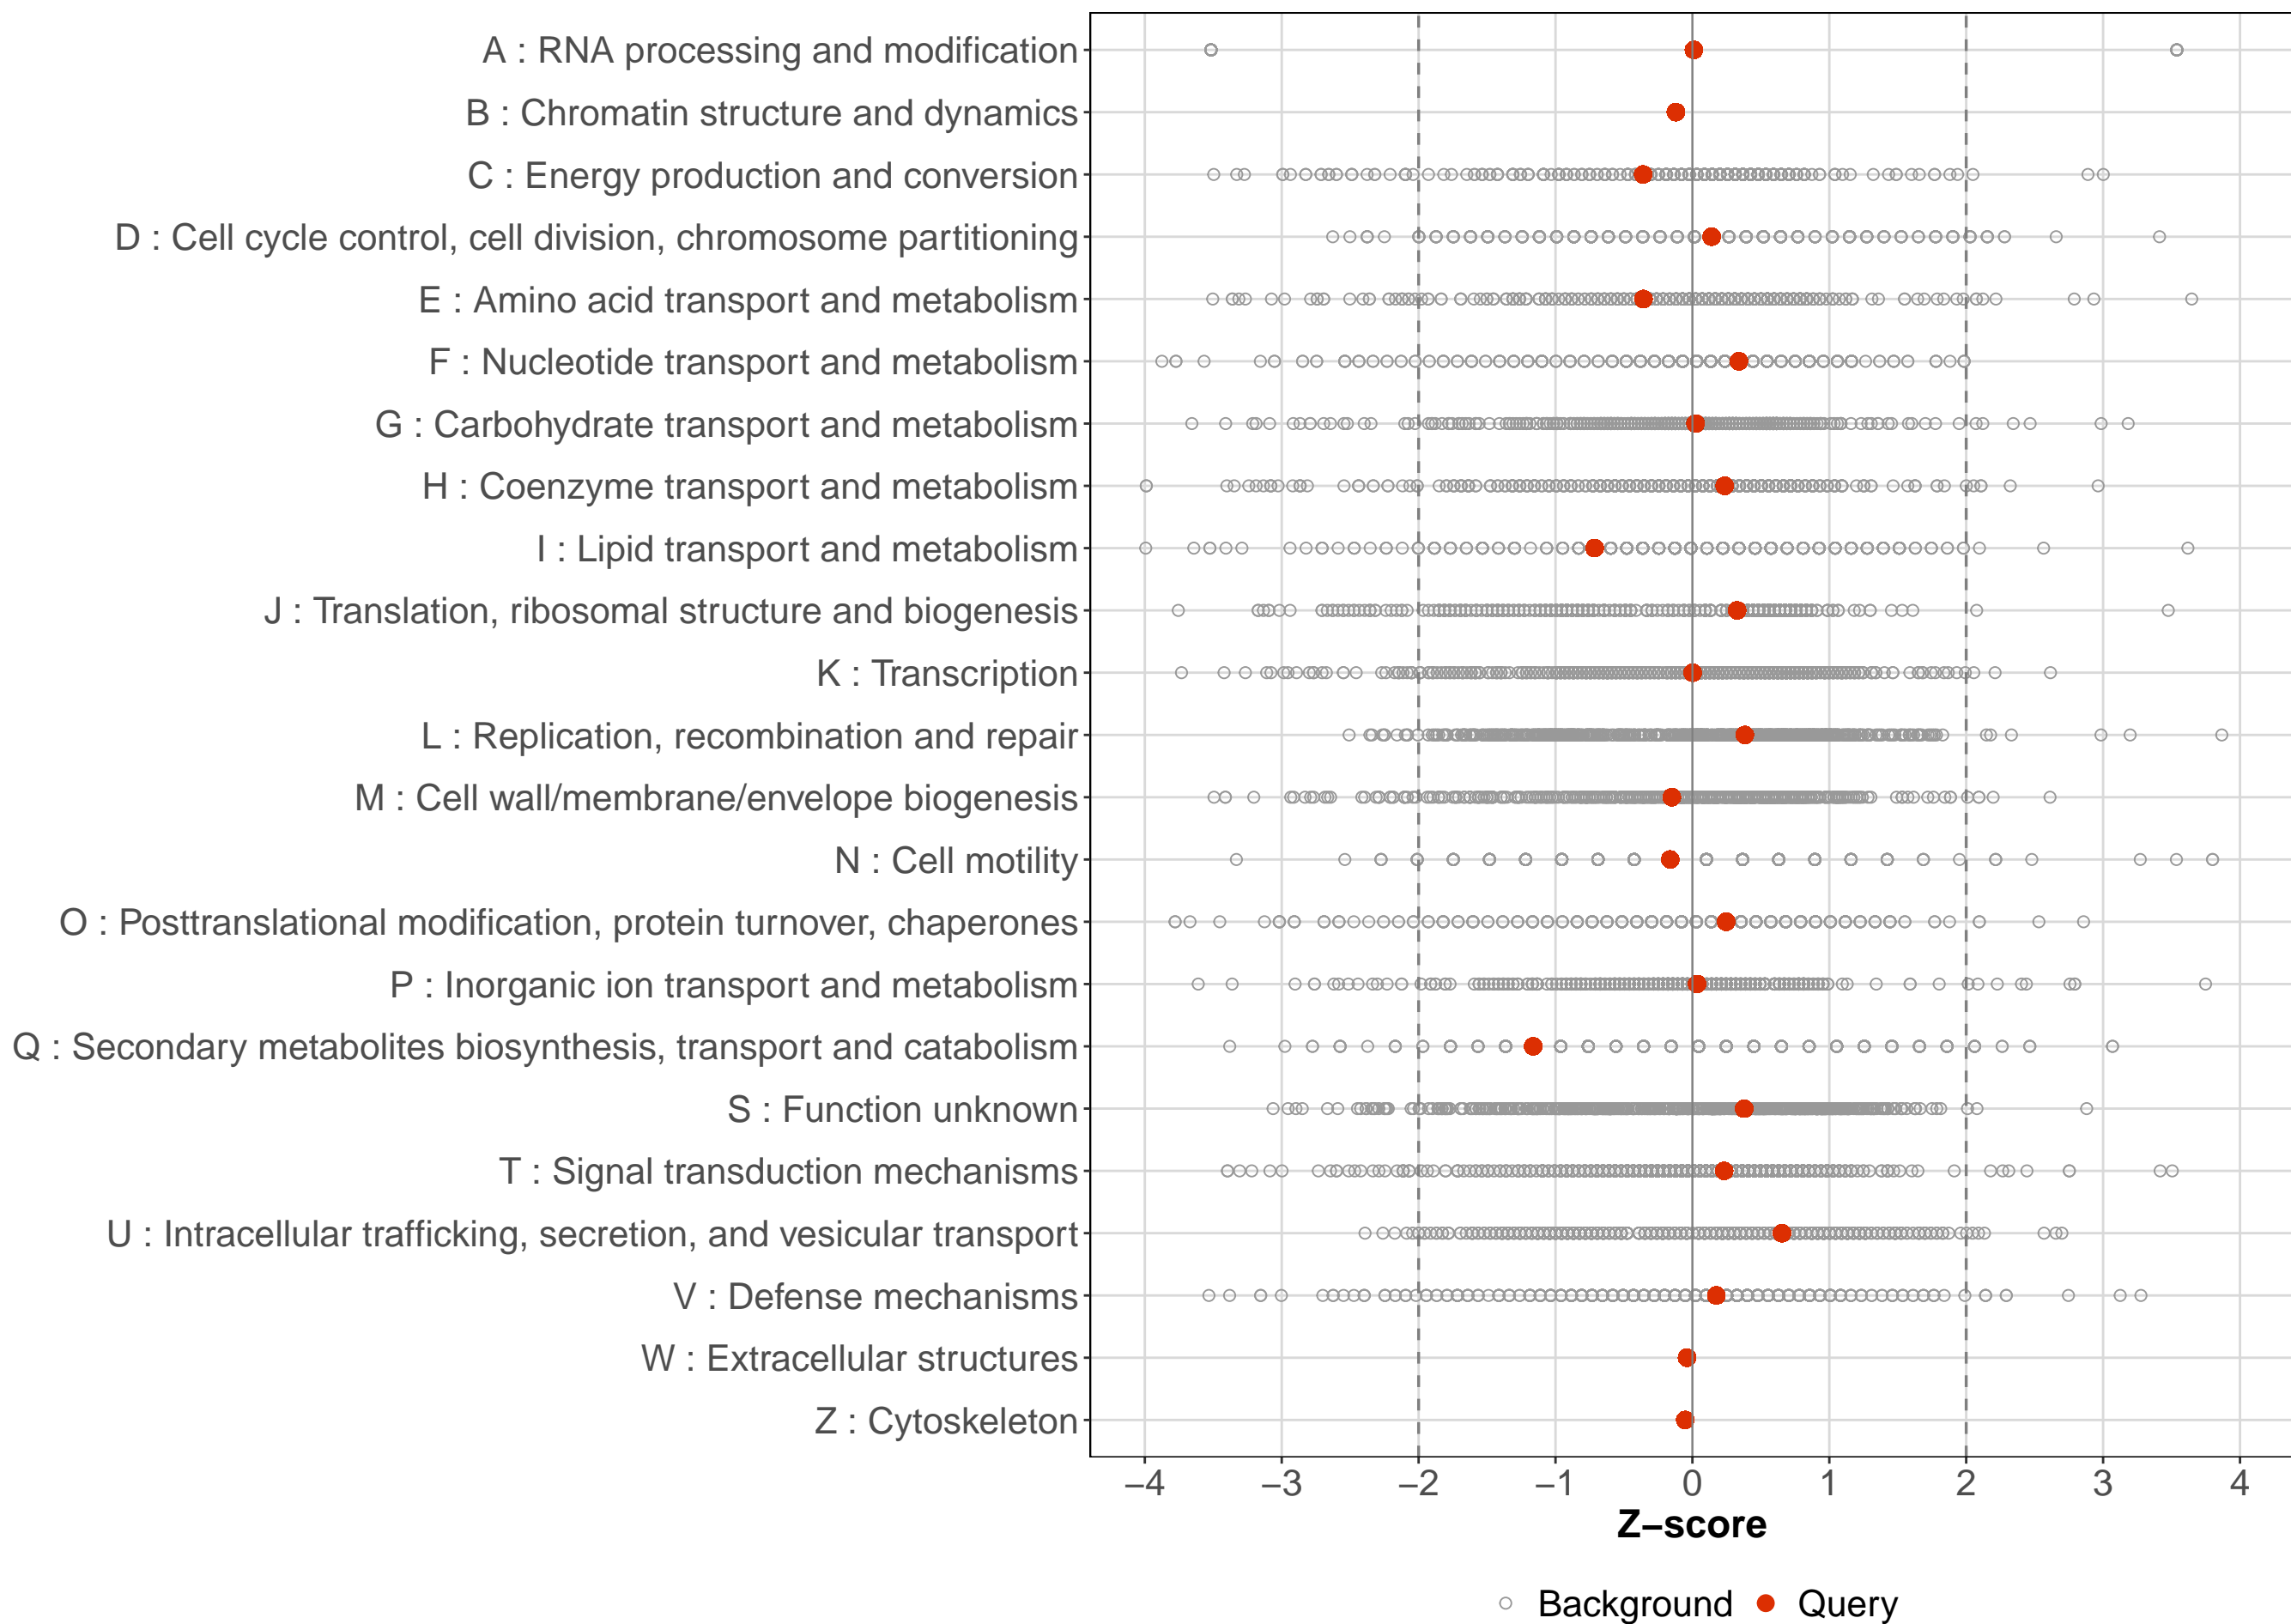 A : RNA processing and modification
B : Chromatin structure and dynamics
C : Energy production and conversion
D : Cell cycle control, cell division, chromosome partitioning
E : Amino acid transport and metabolism
F : Nucleotide transport and metabolism
G : Carbohydrate transport and metabolism
H : Coenzyme transport and metabolism
I : Lipid transport and metabolism
J : Translation, ribosomal structure and biogenesis
K : Transcription
L : Replication, recombination and repair
M : Cell wall/membrane/envelope biogenesis
N : Cell motility
O : Posttranslational modification, protein turnover, chaperones
P : Inorganic ion transport and metabolism
Q : Secondary metabolites biosynthesis, transport and catabolism
S : Function unknown
T : Signal transduction mechanisms
U : Intracellular trafficking, secretion, and vesicular transport
V : Defense mechanisms
W : Extracellular structures
Z : Cytoskeleton
−4 −3 −2 −1 0 1 2 3 4
Z−score
Background Query